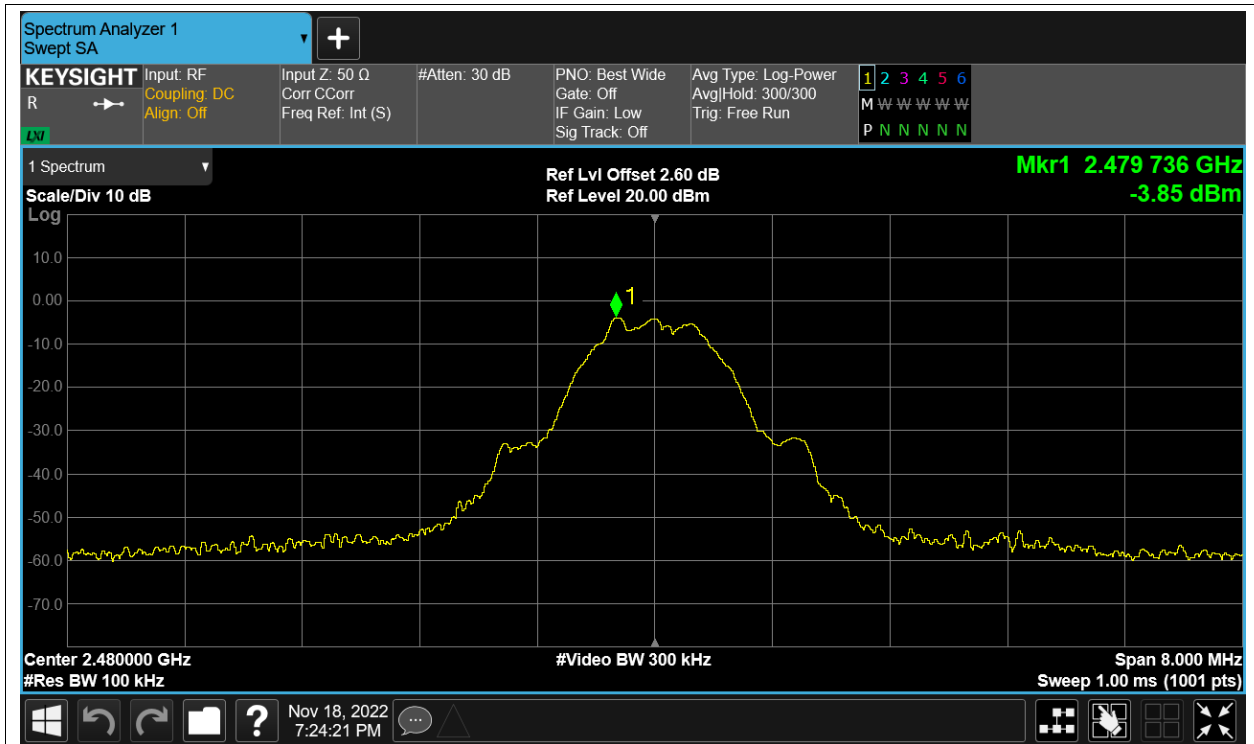 Spectrum Analyzer 1
Swept SA
KEYSIGHT
R
LXI
Input: RF
Coupling: DC
Align: Off
Input Z: 50 Ω
Corr CCorr
Freq Ref: Int (S)
#Atten: 30 dB
PNO: Best Wide
Gate: Off
IF Gain: Low
Sig Track: Off
Avg Type: Log-Power
Avg|Hold: 300/300
Trig: Free Run
1 2 3 4 5 6
M W W W W W
P N N N N N
1 Spectrum
Scale/Div 10 dB
Ref Lvl Offset 2.60 dB
Ref Level 20.00 dBm
Mkr1 2.479 736 GHz
-3.85 dBm
Log
10.0
0.00
-10.0
-20.0
-30.0
-40.0
-50.0
-60.0
-70.0
1
Center 2.480000 GHz
#Res BW 100 kHz
#Video BW 300 kHz
Span 8.000 MHz
Sweep 1.00 ms (1001 pts)
?
Nov 18, 2022
7:24:21 PM